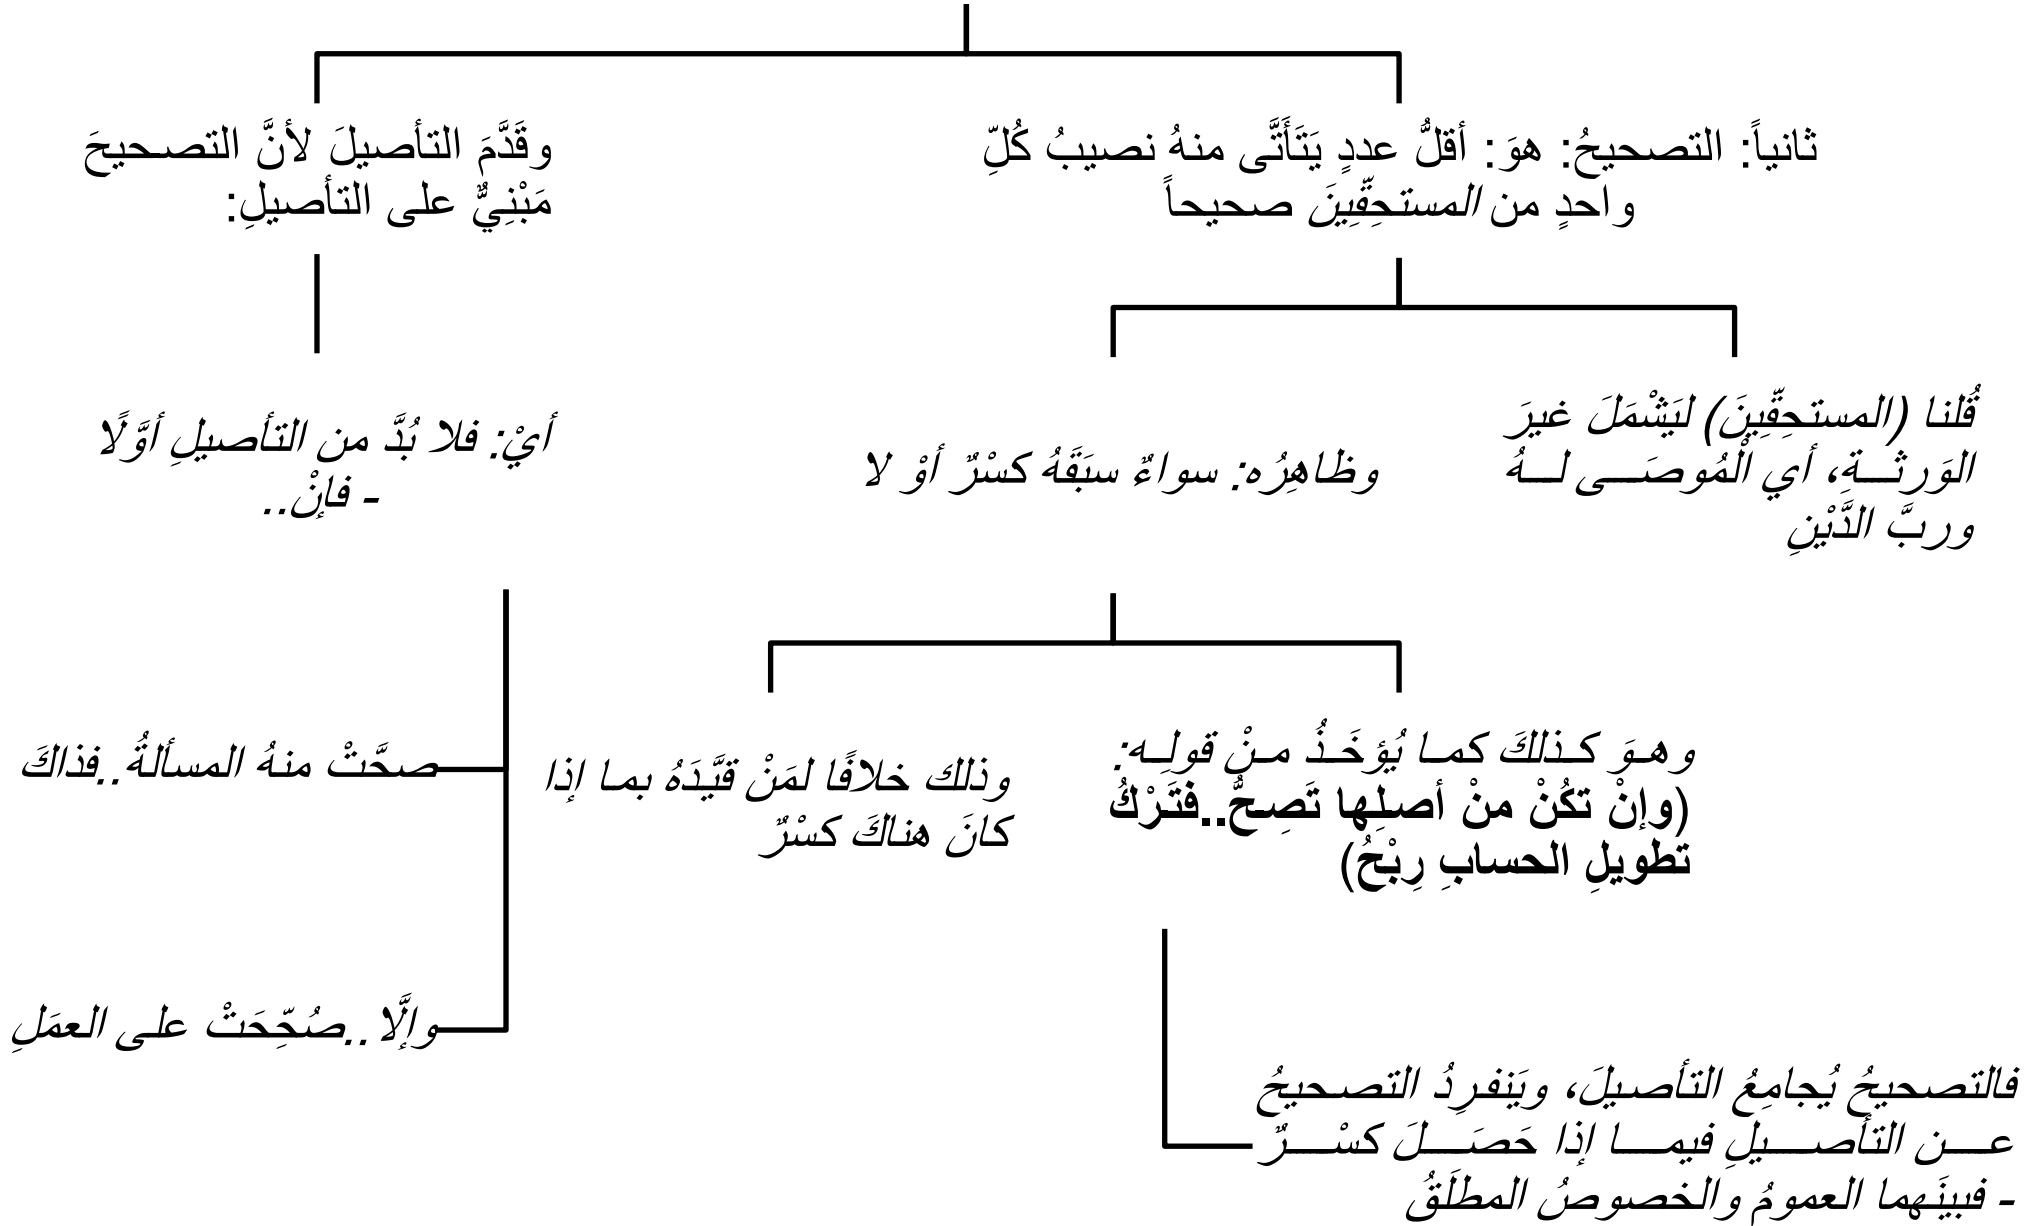 ثانياً: التصحيحُ: هوَ: أقلُّ عددٍ يَتَأَتَّى منهُ نصيبُ كُلِّ
واحدٍ من المستحِقِّينَ صحيحاً
وقَدَّمَ التأصيلَ لأنَّ التصحيحَ
مَبْنِيٌّ على التأصيلِ:
قُلنا (المستحِقِّينَ) ليَشْمَلَ غيرَ
الوَرثةِ، أي الْمُوصَى لهُ
وربَّ الدَّيْنِ
وظاهِرُه: سواءٌ سبَقَهُ كسْرٌ أوْ لا
أيْ: فلا بُدَّ من التأصيلِ أوَّلًا
- فإنْ..
وهوَ كذلكَ كما يُؤخَذُ منْ قولِه:
(وإنْ تكُنْ منْ أصلِها تَصِحُّ..فتَرْكُ
تطويلِ الحسابِ رِبْحُ)
وذلك خلافًا لمَنْ قيَّدَهُ بما إذا
كانَ هناكَ كسْرٌ
صحَّتْ منهُ المسألةُ..فذاكَ
وإلَّا..صُحِّحَتْ على العمَلِ
فالتصحيحُ يُجامِعُ التأصيلَ، ويَنفرِدُ التصحيحُ
عن التأصيلِ فيما إذا حَصَلَ كسْرٌ
- فبينَهما العمومُ والخصوصُ المطلَقُ